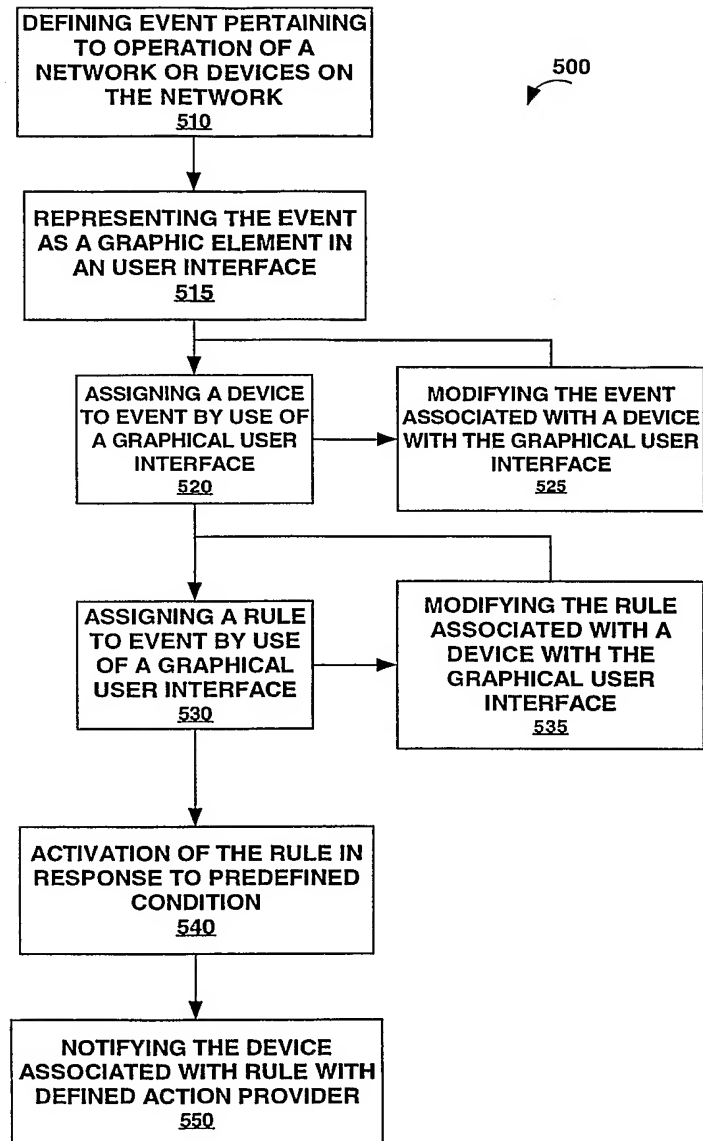 DEFINING EVENT PERTAINING
TO OPERATION OF A
NETWORK OR DEVICES ON
THE NETWORK
510
500
REPRESENTING THE EVENT
AS A GRAPHIC ELEMENT IN
AN USER INTERFACE
515
ASSIGNING A DEVICE
TO EVENT BY USE OF
A GRAPHICAL USER
INTERFACE
520
MODIFYING THE EVENT
ASSOCIATED WITH A DEVICE
WITH THE GRAPHICAL USER
INTERFACE
525
ASSIGNING A RULE
TO EVENT BY USE
OF A GRAPHICAL
USER INTERFACE
530
MODIFYING THE RULE
ASSOCIATED WITH A
DEVICE WITH THE
GRAPHICAL USER
INTERFACE
535
ACTIVATION OF THE RULE IN
RESPONSE TO PREDEFINED
CONDITION
540
NOTIFYING THE DEVICE
ASSOCIATED WITH RULE WITH
DEFINED ACTION PROVIDER
550